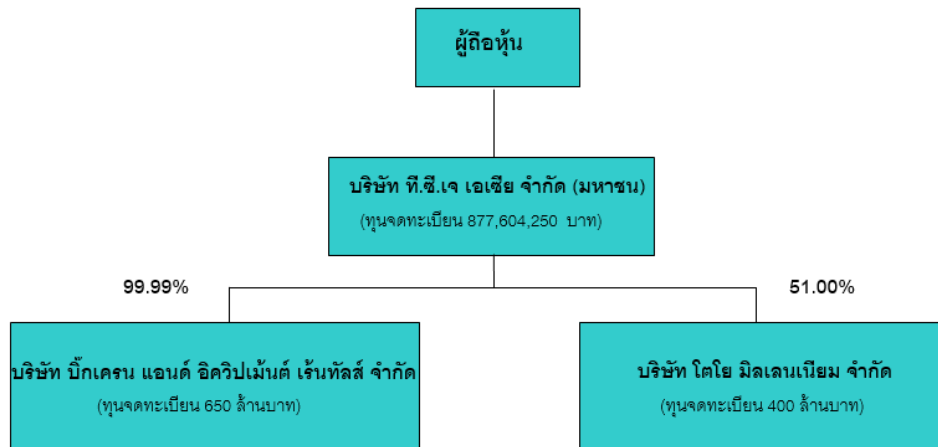 ผู้ถือหุ้น
บริษัท ที.ซี.เจ เอเซีย จำกัด (มหาชน)
(ทุนจดทะเบียน 877,604,250 บาท)
99.99%
51.00%
บริษัท บิ๊กเครน แอนด์ อิควิปเม้นต์ เร้นทัลส์ จำกัด
(ทุนจดทะเบียน 650 ล้านบาท)
บริษัท โตโย มิลเลนเนียม จำกัด
(ทุนจดทะเบียน 400 ล้านบาท)